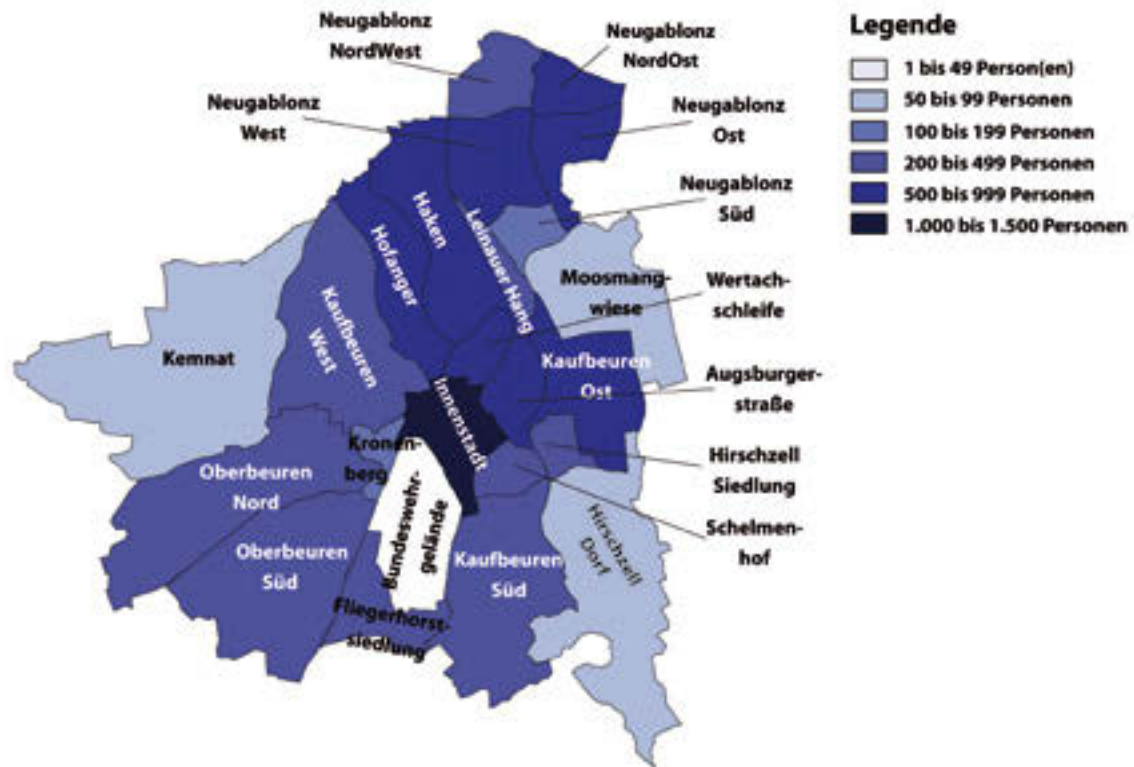 Neugablonz
NordWest
Neugablonz
NordOst
Neugablonz
West
Neugablonz
Ost
Neugablonz
Süd
Haken
Hofanger
Leinauer Hang
Moosmang-
wiese
Wertach-
schleife
Kaufbeuren
West
Kemnat
Kaufbeuren
Ost
Augsburger-
straße
Innenstadt
Kronen-
berg
Oberbeuren
Nord
Hirschzell
Siedlung
Bundeswehr-
gelände
Schelmen-
hof
Oberbeuren
Süd
Kaufbeuren
Süd
Hirschzell
Dorf
Fliegerhorst-
siedlung
Legende
1 bis 49 Person(en)
50 bis 99 Personen
100 bis 199 Personen
200 bis 499 Personen
500 bis 999 Personen
1.000 bis 1.500 Personen